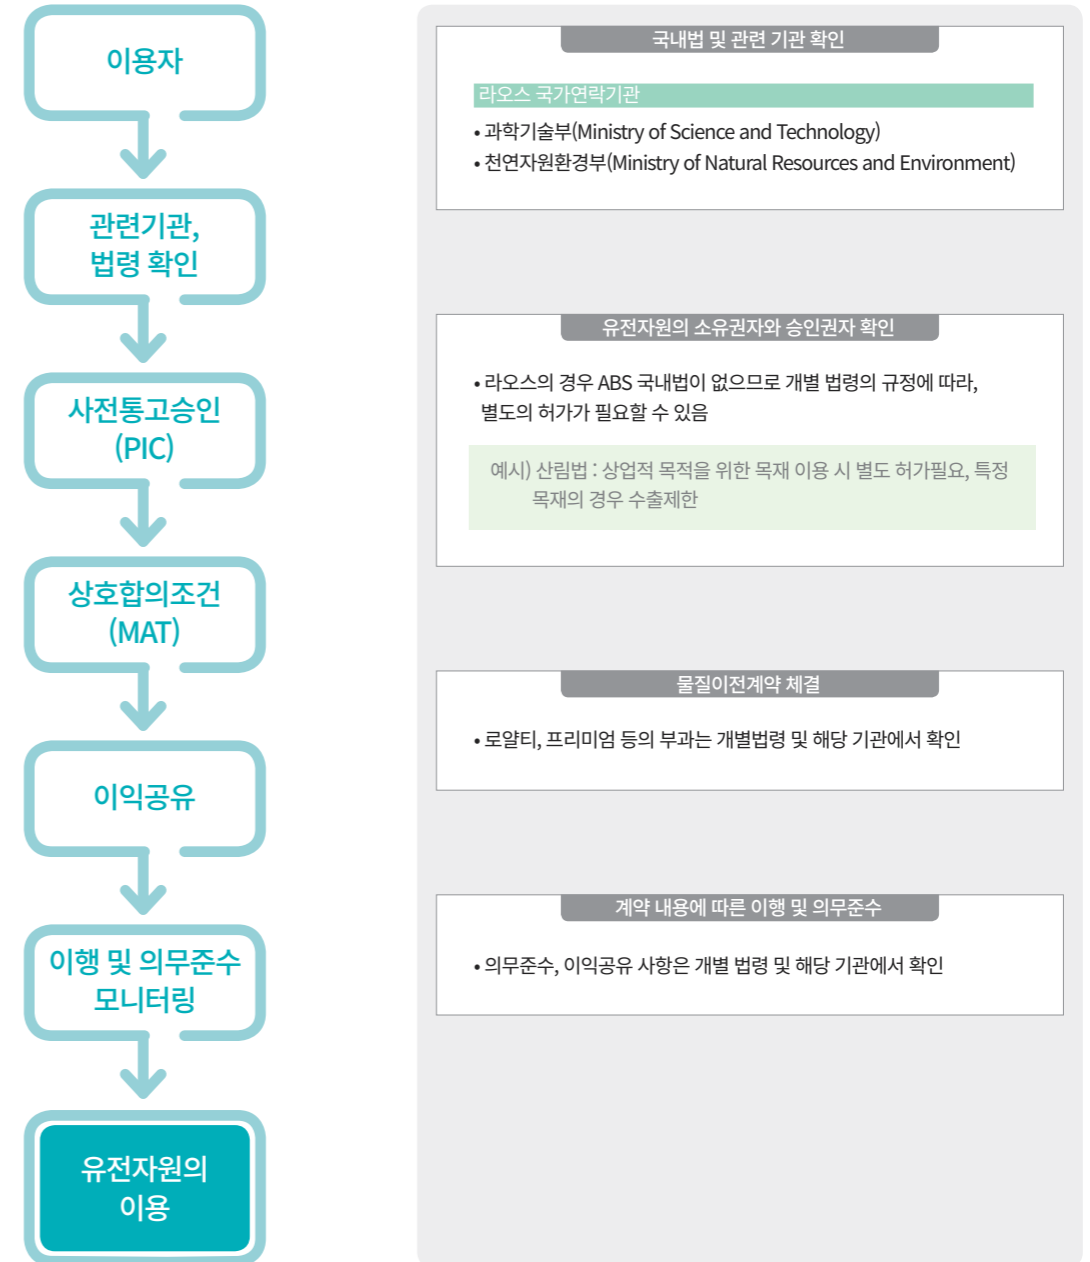 이용자
관련기관,
법령 확인
사전통고승인
(PIC)
상호합의조건
(MAT)
이익공유
이행 및 의무준수
모니터링
유전자원의
이용
국내법 및 관련 기관 확인
라오스 국가연락기관
• 과학기술부(Ministry of Science and Technology)
• 천연자원환경부(Ministry of Natural Resources and Environment)
유전자원의 소유권자와 승인권자 확인
• 라오스의 경우 ABS 국내법이 없으므로 개별 법령의 규정에 따라,
별도의 허가가 필요할 수 있음
예시) 산림법 : 상업적 목적을 위한 목재 이용 시 별도 허가필요, 특정
목재의 경우 수출제한
물질이전계약 체결
• 로얄티, 프리미엄 등의 부과는 개별법령 및 해당 기관에서 확인
계약 내용에 따른 이행 및 의무준수
• 의무준수, 이익공유 사항은 개별 법령 및 해당 기관에서 확인